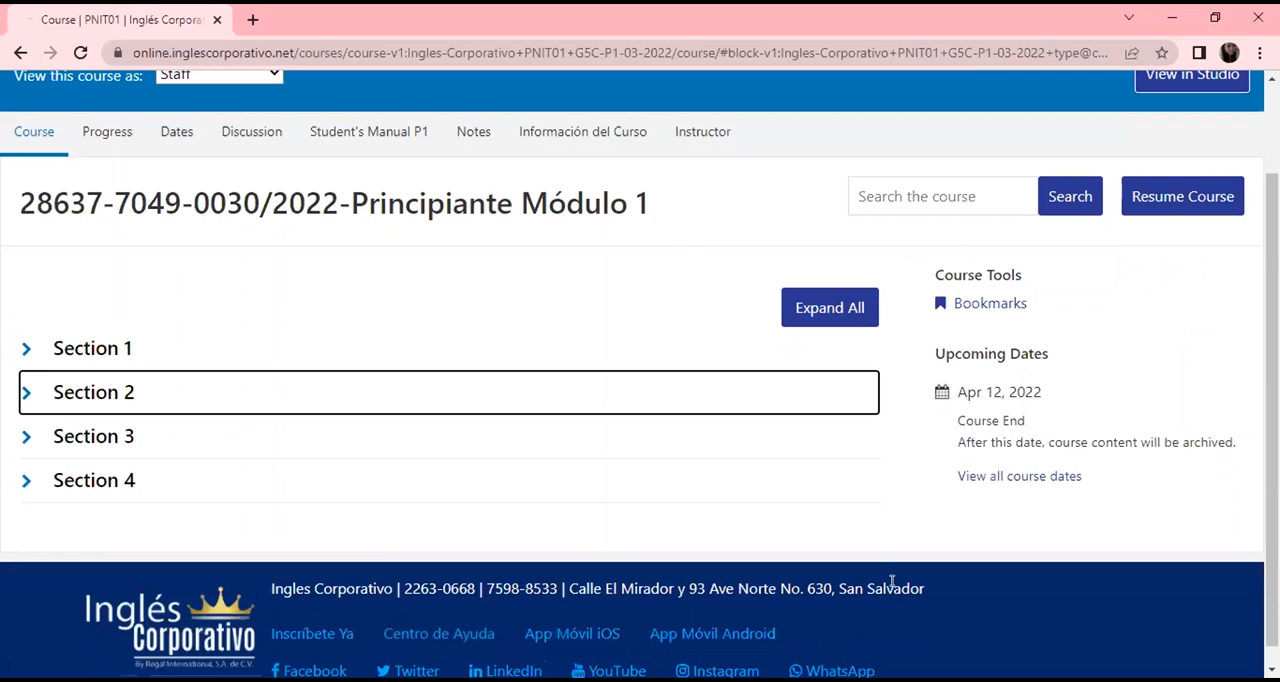 Course | PNIT01 | Inglés Corpora
online.inglescorporativo.net/courses/course-v1:Ingles-Corporativo+PNIT01+G5C-P1-03-2022/course/#block-v1:Ingles-Corporativo+PNIT01+G5C-P1-03-2022+type@c...
View this course as: Staff
View in Studio
Course Progress Dates Discussion Student's Manual P1 Notes Información del Curso Instructor
28637-7049-0030/2022-Principiante Módulo 1
Search the course Search Resume Course
Expand All
Section 1
Section 2
Section 3
Section 4
Course Tools
Bookmarks
Upcoming Dates
Apr 12, 2022
Course End
After this date, course content will be archived.
View all course dates
Inglés
Corporativo
By Regal International, S.A. de C.V.
Ingles Corporativo | 2263-0668 | 7598-8533 | Calle El Mirador y 93 Ave Norte No. 630, San Salvador
Inscríbete Ya Centro de Ayuda App Móvil iOS App Móvil Android
Facebook Twitter LinkedIn YouTube Instagram WhatsApp